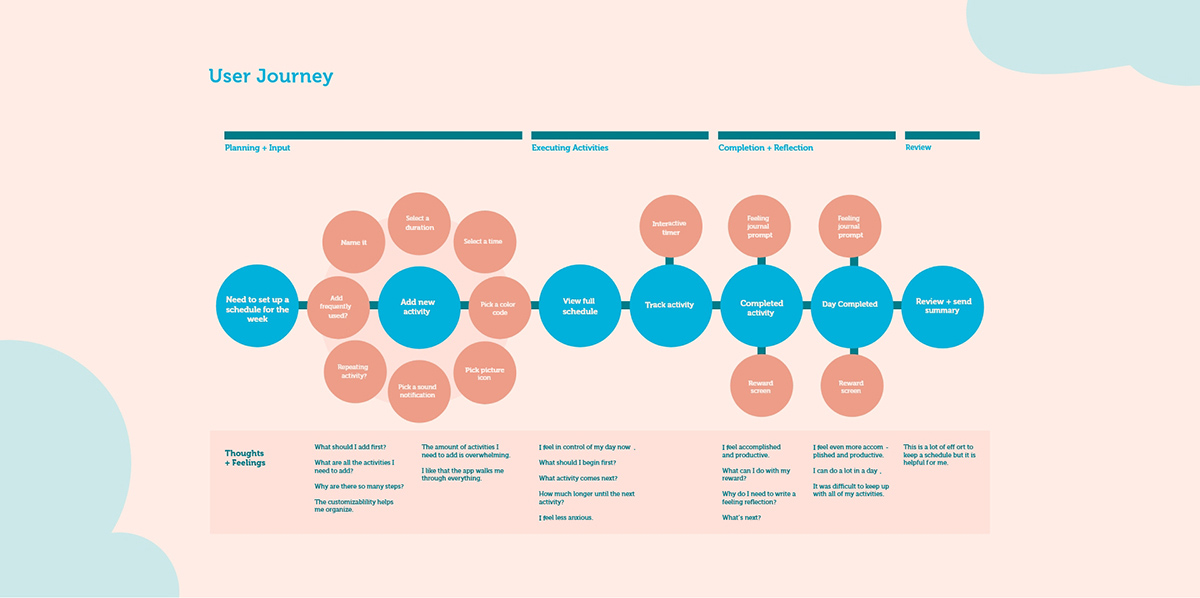 User Journey
Planning + Input
Executing Activities
Completion + Reflection
Review
Need to set up a
schedule for the
week
Add
frequently
used?
Name it
Select a
duration
Select a time
Add new
activity
Pick a color
code
Repeating
activity?
Pick a sound
notification
Pick picture
icon
View full
schedule
Interactive
timer
Track activity
Feeling
journal
prompt
Completed
activity
Reward
screen
Feeling
journal
prompt
Day Completed
Reward
screen
Review + send
summary
Thoughts
+ Feelings
What should I add first?
What are all the activities I
need to add?
Why are there so many steps?
The customizablility helps
me organize.
The amount of activities I
need to add is overwhelming.
I like that the app walks me
through everything.
I feel in control of my day now .
What should I begin first?
What activity comes next?
How much longer until the next
activity?
I feel less anxious.
I feel accomplished
and productive.
What can I do with my
reward?
Why do I need to write a
feeling reflection?
What's next?
I feel even more accom -
plished and productive.
I can do a lot in a day .
It was difficult to keep up
with all of my activities.
This is a lot of eff ort to
keep a schedule but it is
helpful for me.